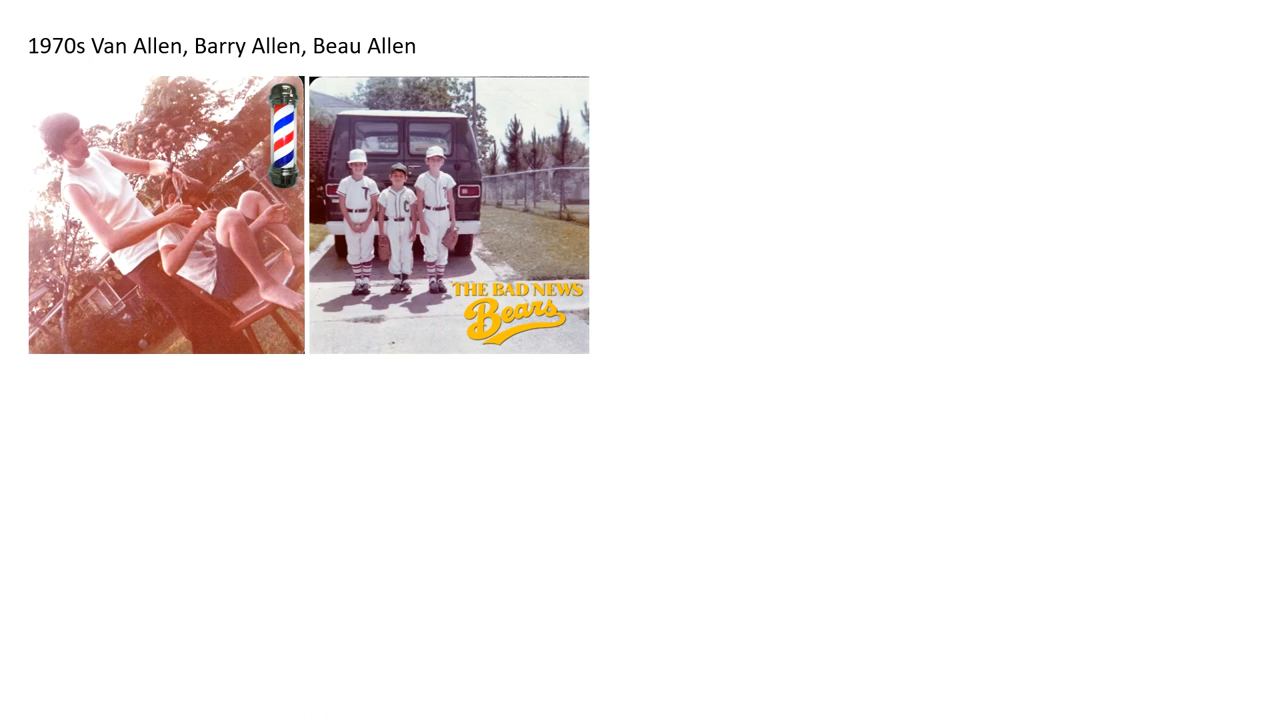 1970s Van Allen, Barry Allen, Beau Allen
T
C
T
THE BAD NEWS
Bears